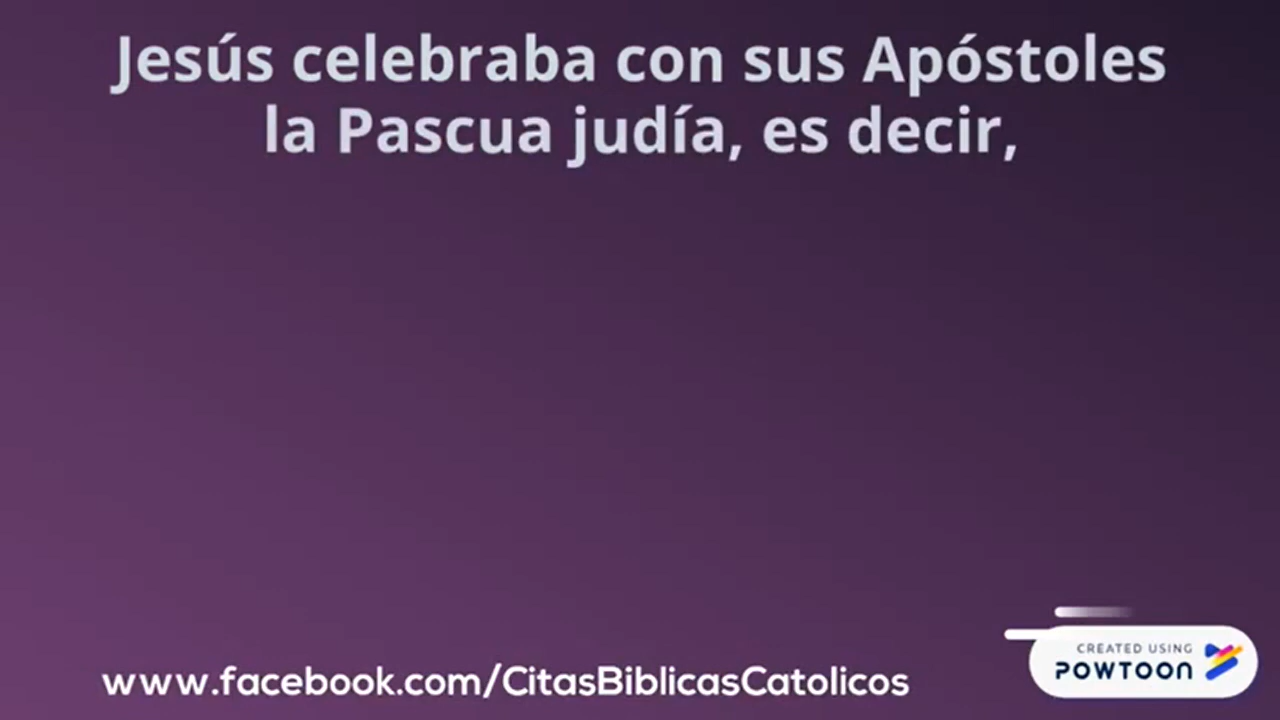 Jesús celebraba con sus Apóstoles
la Pascua judía, es decir,
CREATED USING
POWTOON
www.facebook.com/CitasBiblicasCatolicos